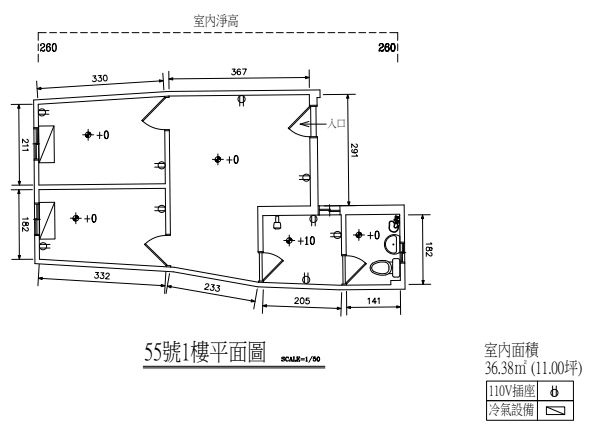 室內淨高
260 260
330 367
入口
211
291
+0 +0
+0
182
+10 +0
182
332
233
205 141
55號1樓平面圖 SCALE=1/50
室內面積
36.38㎡ (11.00坪)
110V插座
冷氣設備